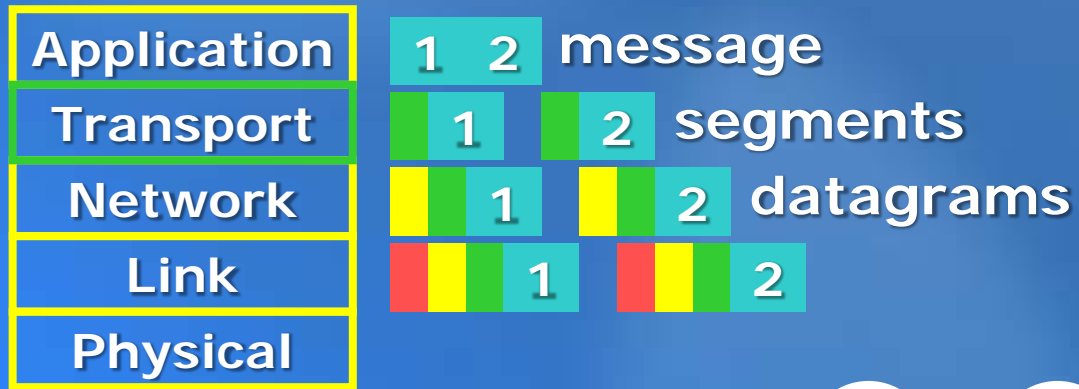 Application 1 2 message
Transport 1 2 segments
Network 1 2 datagrams
Link 1 2
Physical